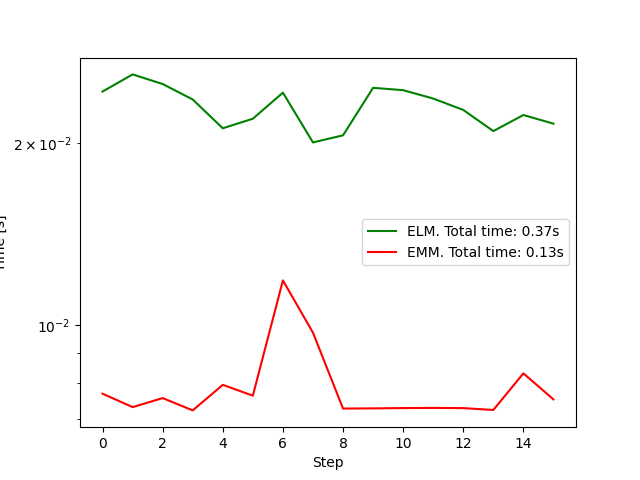 2 × 10⁻²
10⁻²
Time [s]
ELM. Total time: 0.37s
EMM. Total time: 0.13s
0 2 4 6 8 10 12 14
Step